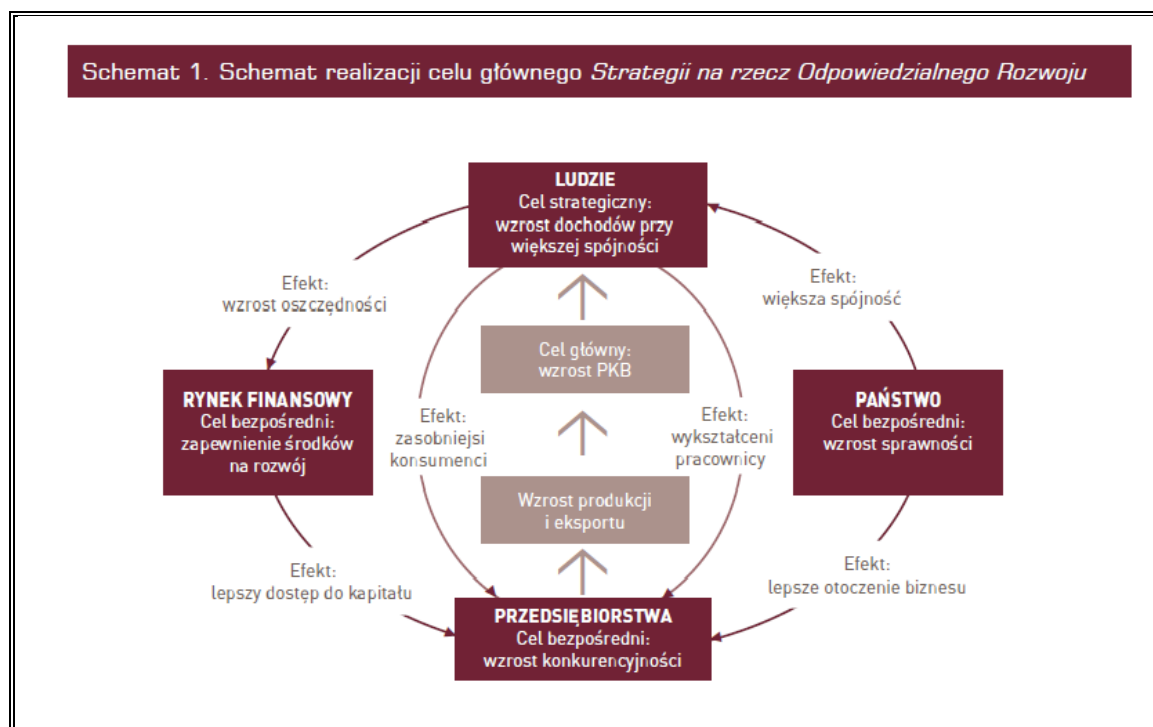 Schemat 1. Schemat realizacji celu głównego Strategii na rzecz Odpowiedzialnego Rozwoju
LUDZIE
Cel strategiczny:
wzrost dochodów przy
większej spójności
Efekt:
wzrost oszczędności
Efekt:
większa spójność
Cel główny:
wzrost PKB
RYNEK FINANSOWY
Cel bezpośredni:
zapewnienie środków
na rozwój
Efekt:
zasobniejsi
konsumenci
Efekt:
wykształceni
pracownicy
PAŃSTWO
Cel bezpośredni:
wzrost sprawności
Wzrost produkcji
i eksportu
Efekt:
lepszy dostęp do kapitału
Efekt:
lepsze otoczenie biznesu
PRZEDSIĘBIORSTWA
Cel bezpośredni:
wzrost konkurencyjności